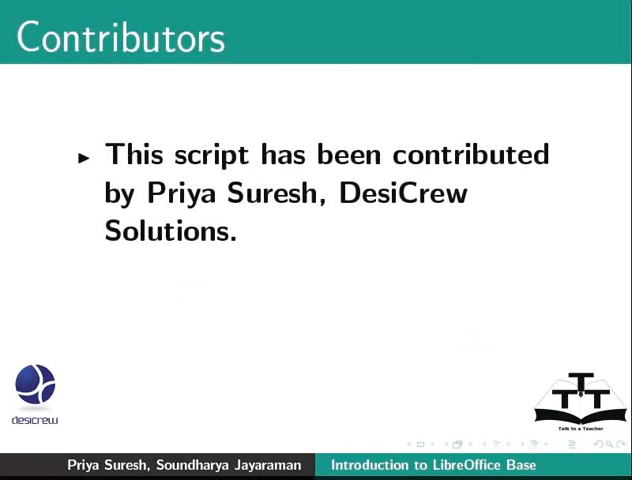 Contributors
This script has been contributed
by Priya Suresh, DesiCrew
Solutions.
desicrew
TTT
Talk to a Teacher
Priya Suresh, Soundharya Jayaraman
Introduction to LibreOffice Base